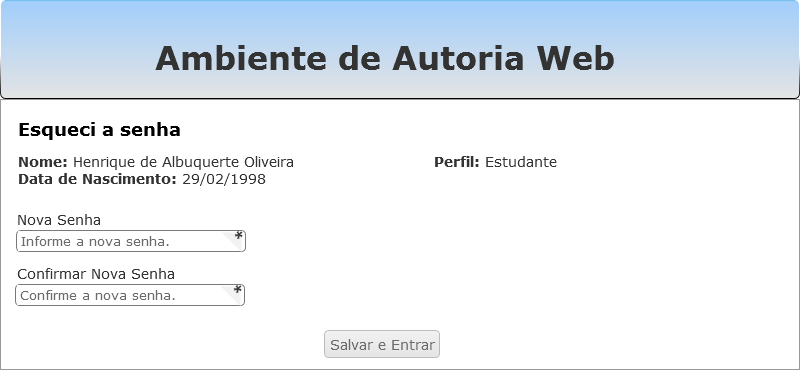 Ambiente de Autoria Web
Esqueci a senha
Nome: Henrique de Albuquerte Oliveira Perfil: Estudante
Data de Nascimento: 29/02/1998
Nova Senha
Informe a nova senha. *
Confirmar Nova Senha
Confirme a nova senha. *
Salvar e Entrar